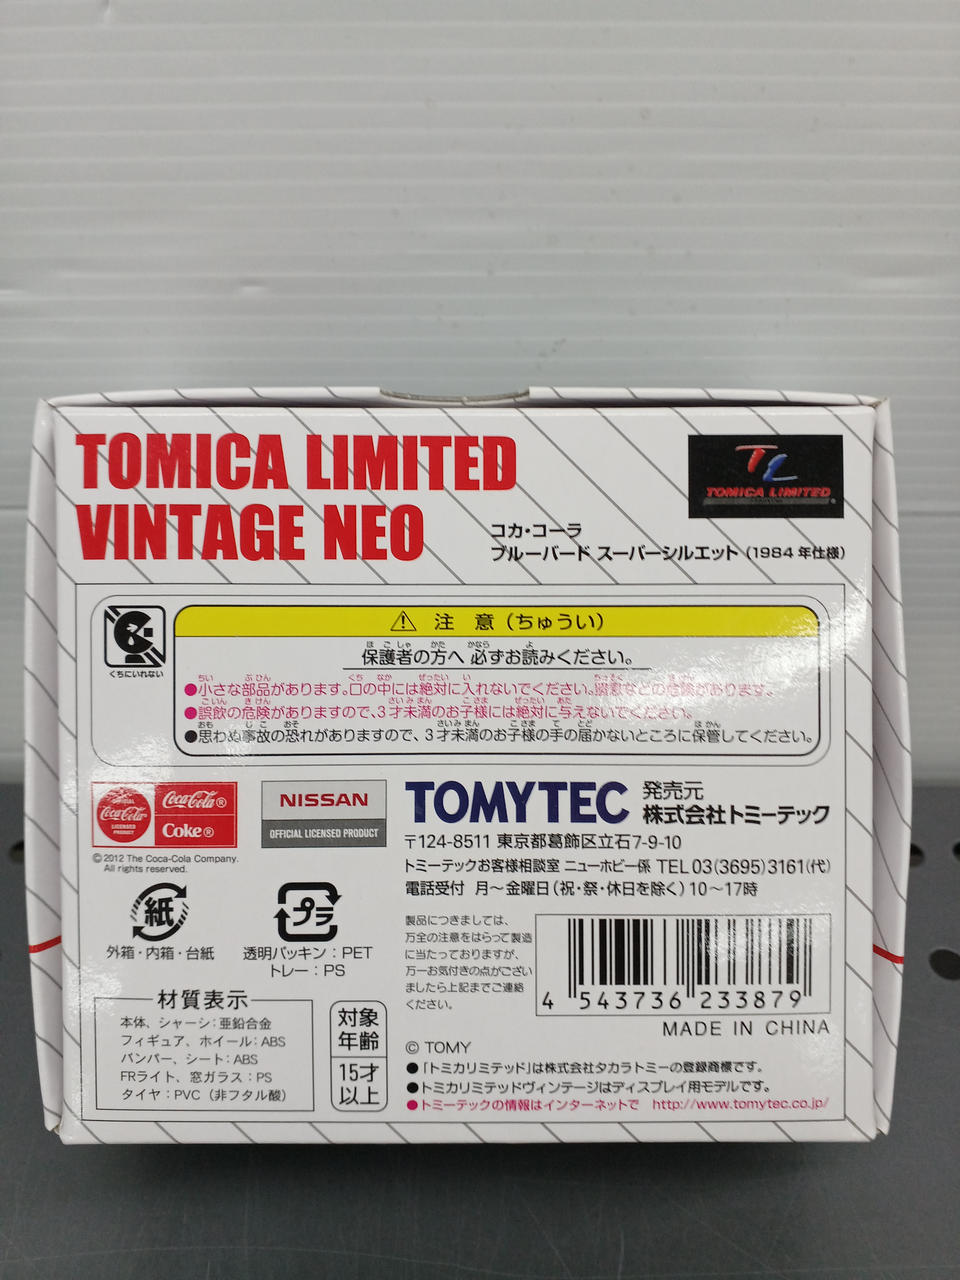 TOMICA LIMITED
VINTAGE NEO
TL
TOMICA LIMITED
コカ・コーラ
ブルーバード スーパーシルエット（1984年仕様）
くちにいれない
⚠ 注 意（ちゅうい）
保護者の方へ 必ずお読みください。
●小さな部品があります。口の中には絶対に入れないでください。窒息などの危険があります。
●誤飲の危険がありますので、3才未満のお子様には絶対に与えないでください。
●思わぬ事故の恐れがありますので、3才未満のお子様の手の届かないところに保管してください。
OFFICIAL
Coca-Cola
LICENSED
PRODUCT
Coca-Cola®
Coke®
©2012 The Coca-Cola Company.
All rights reserved.
NISSAN
OFFICIAL LICENSED PRODUCT
TOMYTEC
発売元
株式会社トミーテック
〒124-8511 東京都葛飾区立石7-9-10
トミーテックお客様相談室 ニューホビー係 TEL 03(3695)3161(代)
電話受付 月～金曜日（祝・祭・休日を除く）10～17時
紙
外箱・内箱・台紙
プラ
透明パッキン：PET
トレー：PS
製品につきましては、
万全の注意をはらって製造
に当たっておりますが、
万一お気付きの点がござい
ましたら上記までご連絡
ください。
4 543736 233879
MADE IN CHINA
材質表示
本体、シャーシ：亜鉛合金
フィギュア、ホイール：ABS
バンパー、シート：ABS
FRライト、窓ガラス：PS
タイヤ：PVC（非フタル酸）
対象
年齢
15才
以上
© TOMY
●「トミカリミテッド」は株式会社タカラトミーの登録商標です。
●トミカリミテッドヴィンテージはディスプレイ用モデルです。
●トミーテックの情報はインターネットで http://www.tomytec.co.jp/